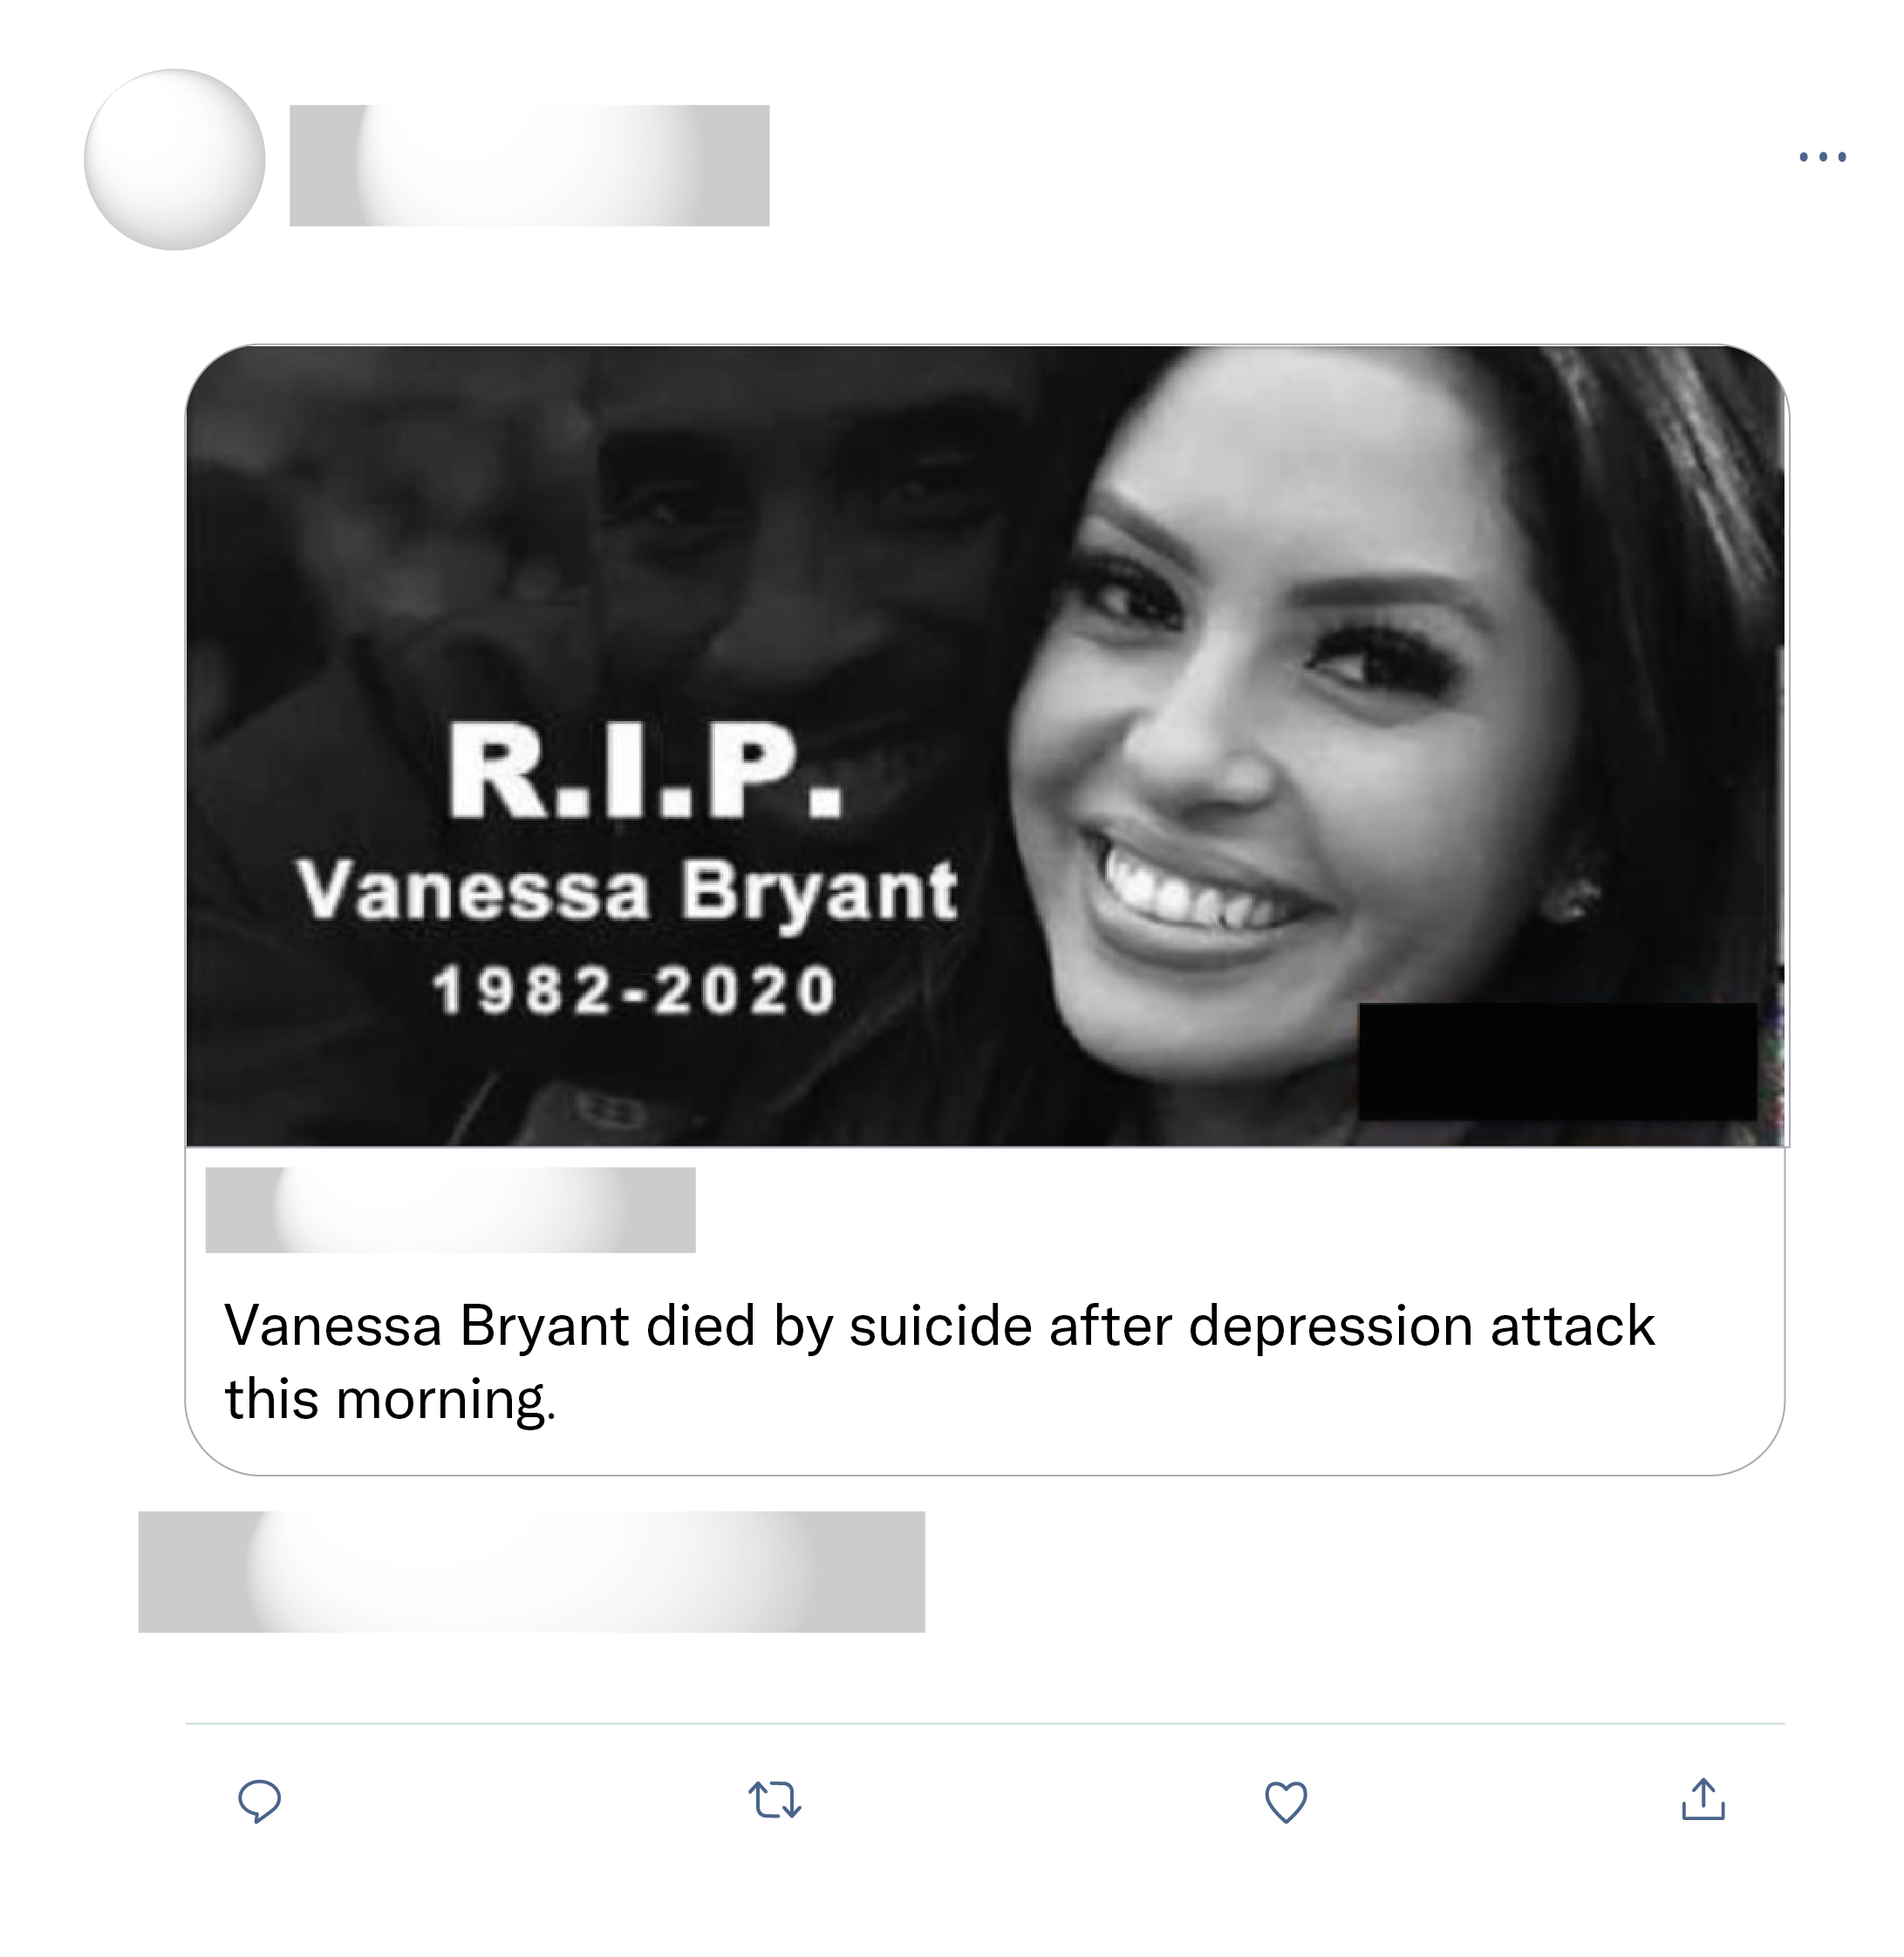 R.I.P.
Vanessa Bryant
1982-2020
Vanessa Bryant died by suicide after depression attack
this morning.